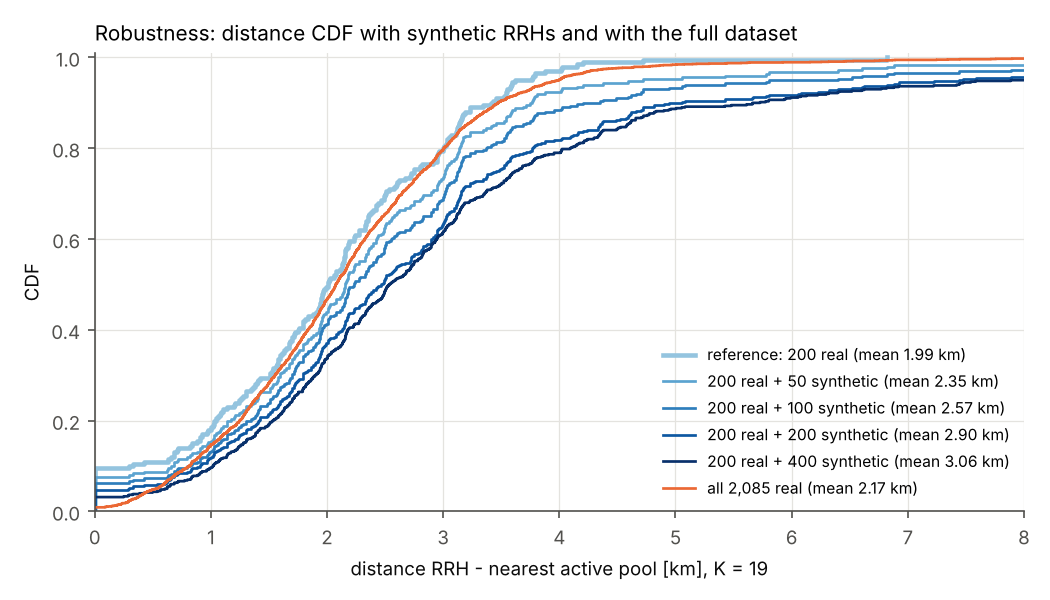 Robustness: distance CDF with synthetic RRHs and with the full dataset
1.0
0.8
0.6
0.4
0.2
0.0
CDF
reference: 200 real (mean 1.99 km)
200 real + 50 synthetic (mean 2.35 km)
200 real + 100 synthetic (mean 2.57 km)
200 real + 200 synthetic (mean 2.90 km)
200 real + 400 synthetic (mean 3.06 km)
all 2,085 real (mean 2.17 km)
0 1 2 3 4 5 6 7 8
distance RRH - nearest active pool [km], K = 19